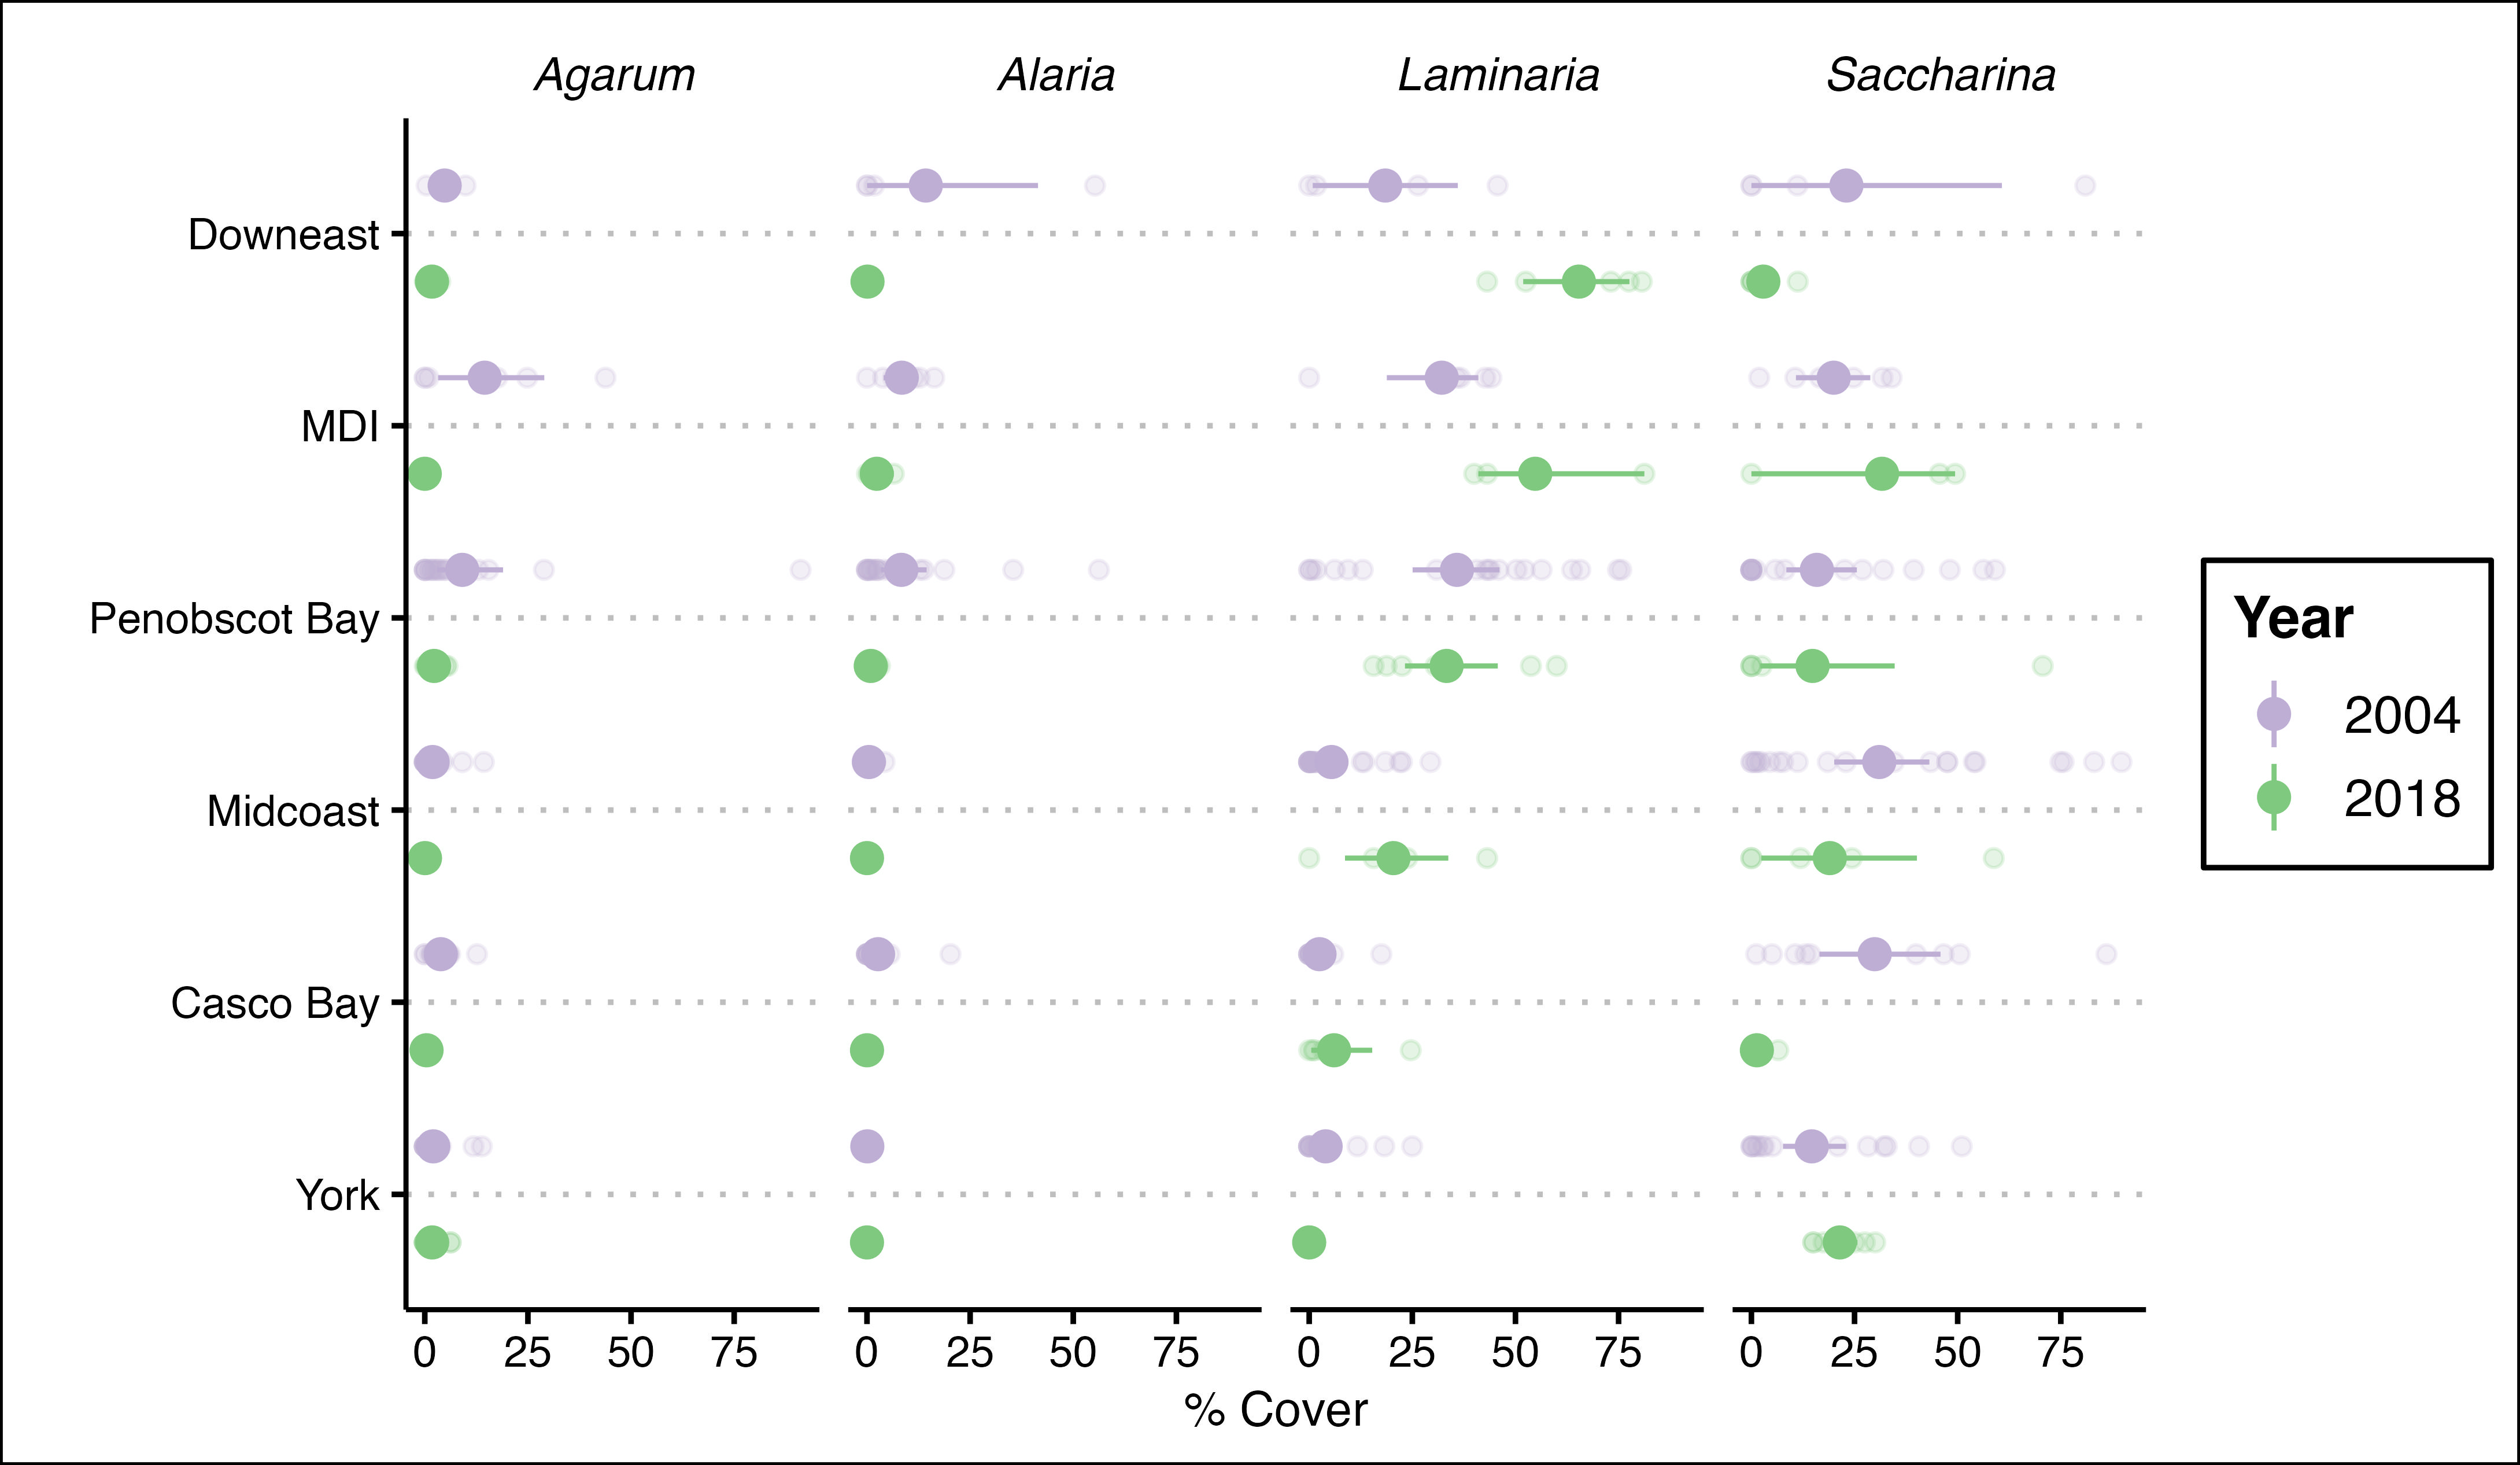 Agarum Alaria Laminaria Saccharina
Downeast
MDI
Penobscot Bay
Midcoast
Casco Bay
York
0 25 50 75 0 25 50 75 0 25 50 75 0 25 50 75
% Cover
Year
2004
2018